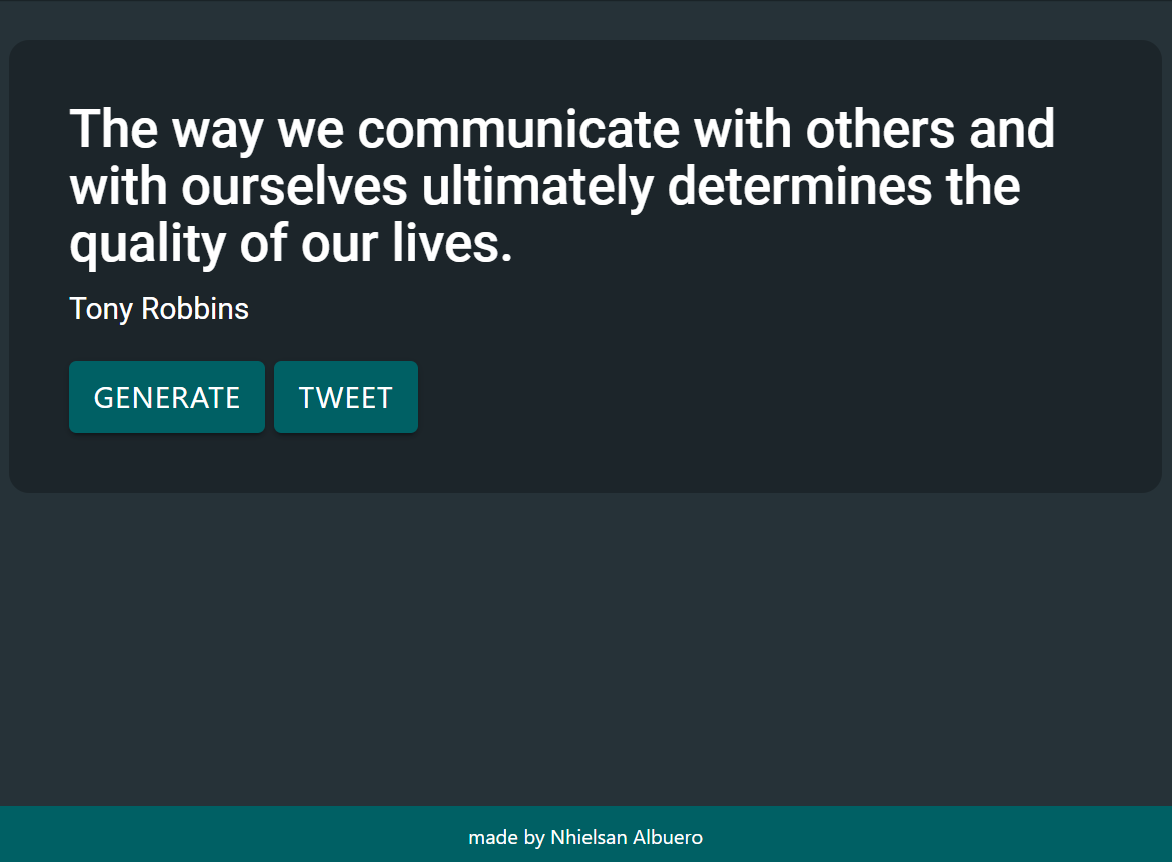 The way we communicate with others and
with ourselves ultimately determines the
quality of our lives.
Tony Robbins
GENERATE TWEET
made by Nhielsan Albuero